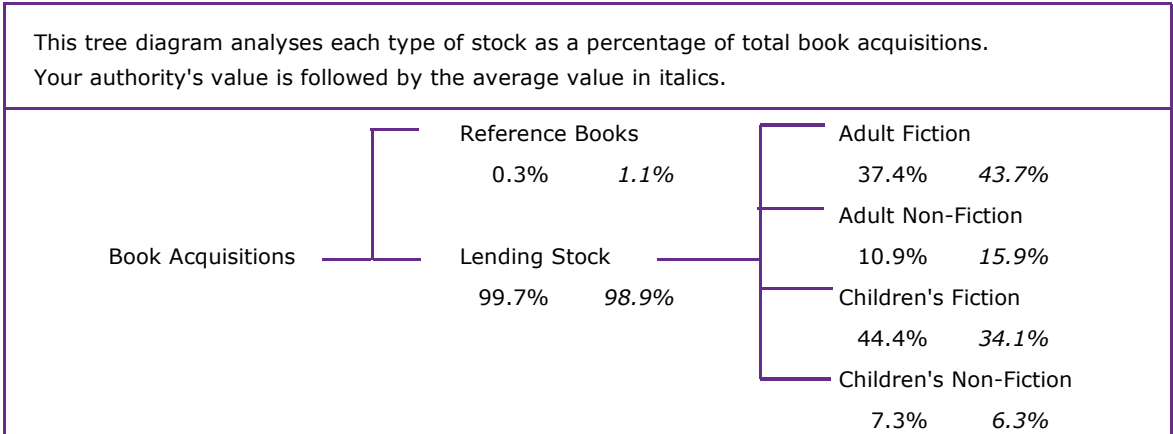 This tree diagram analyses each type of stock as a percentage of total book acquisitions.
Your authority's value is followed by the average value in italics.
Reference Books
0.3% 1.1%
Adult Fiction
37.4% 43.7%
Adult Non-Fiction
Book Acquisitions
Lending Stock
10.9% 15.9%
99.7% 98.9%
Children's Fiction
44.4% 34.1%
Children's Non-Fiction
7.3% 6.3%